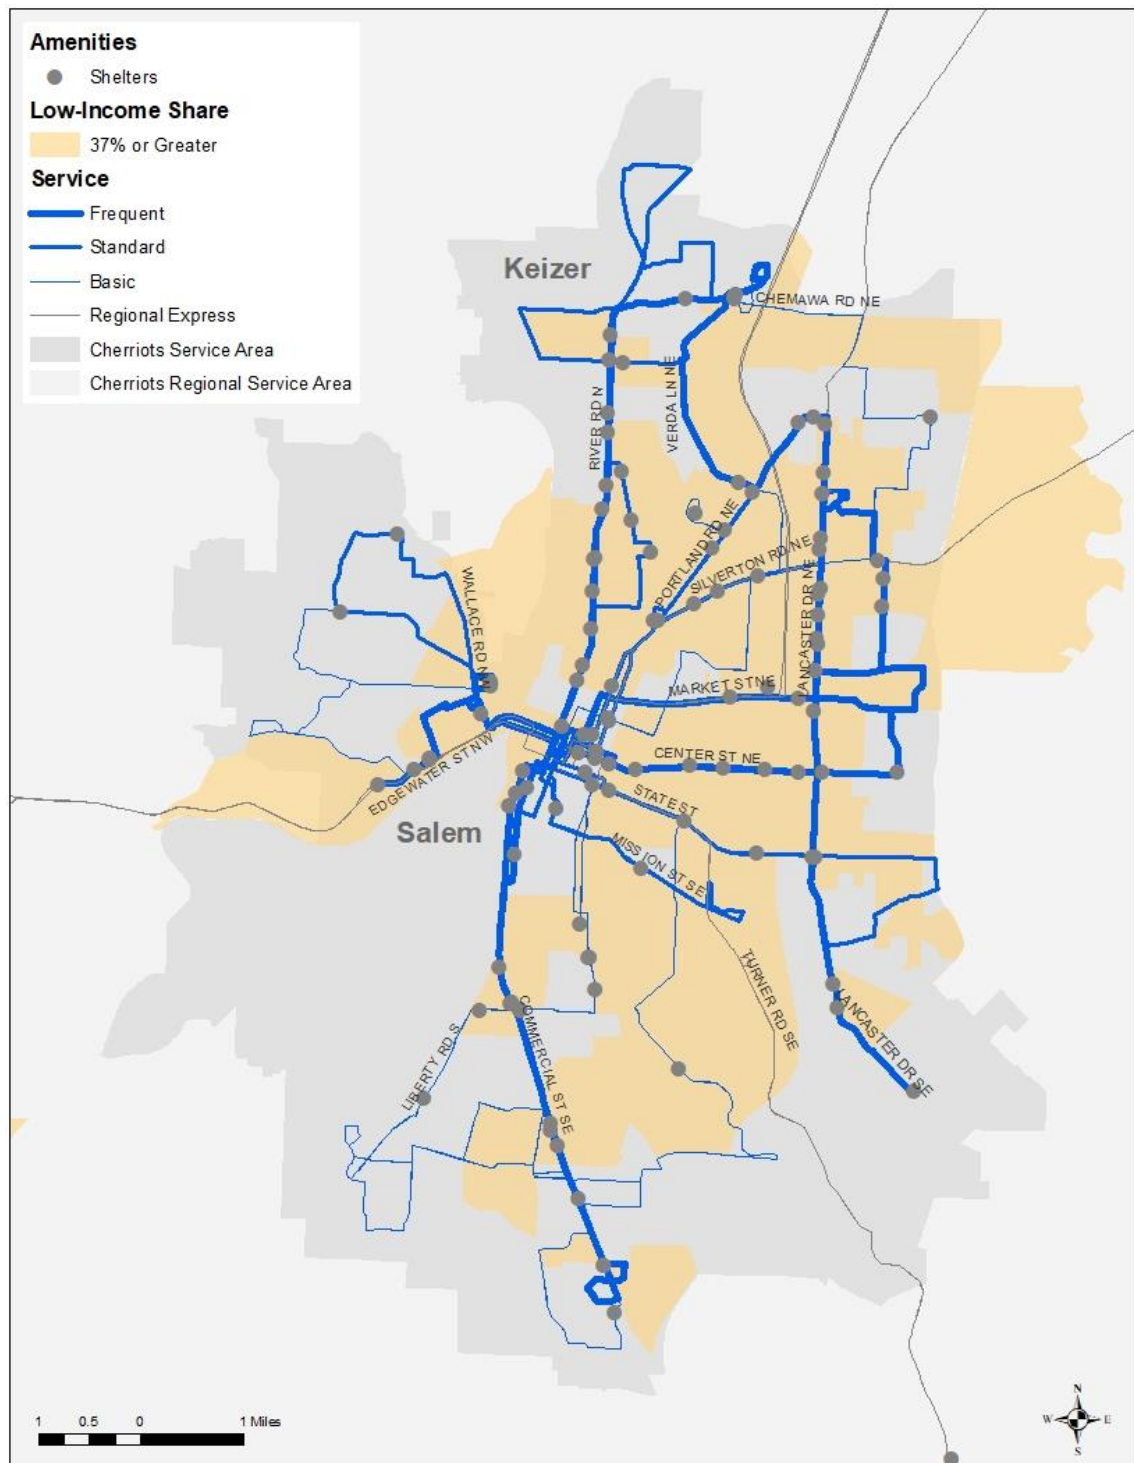 Amenities
Shelters
Low-Income Share
37% or Greater
Service
Frequent
Standard
Basic
Regional Express
Cherriots Service Area
Cherriots Regional Service Area
Keizer
CHEMAWA RD NE
VERDA LN NE
RIVER RD N
PORTLAND RD NE
SILVERTON RD NE
WALLACE RD NW
LANCASTER DR NE
MARKET ST NE
CENTER ST NE
EDGEWATER ST NW
STATE ST
Salem
MISSION ST SE
TURNER RD SE
LANCASTER DR SE
COMMERCIAL ST SE
LIBERTY RD S
1 0.5 0 1 Miles
N
W E
S